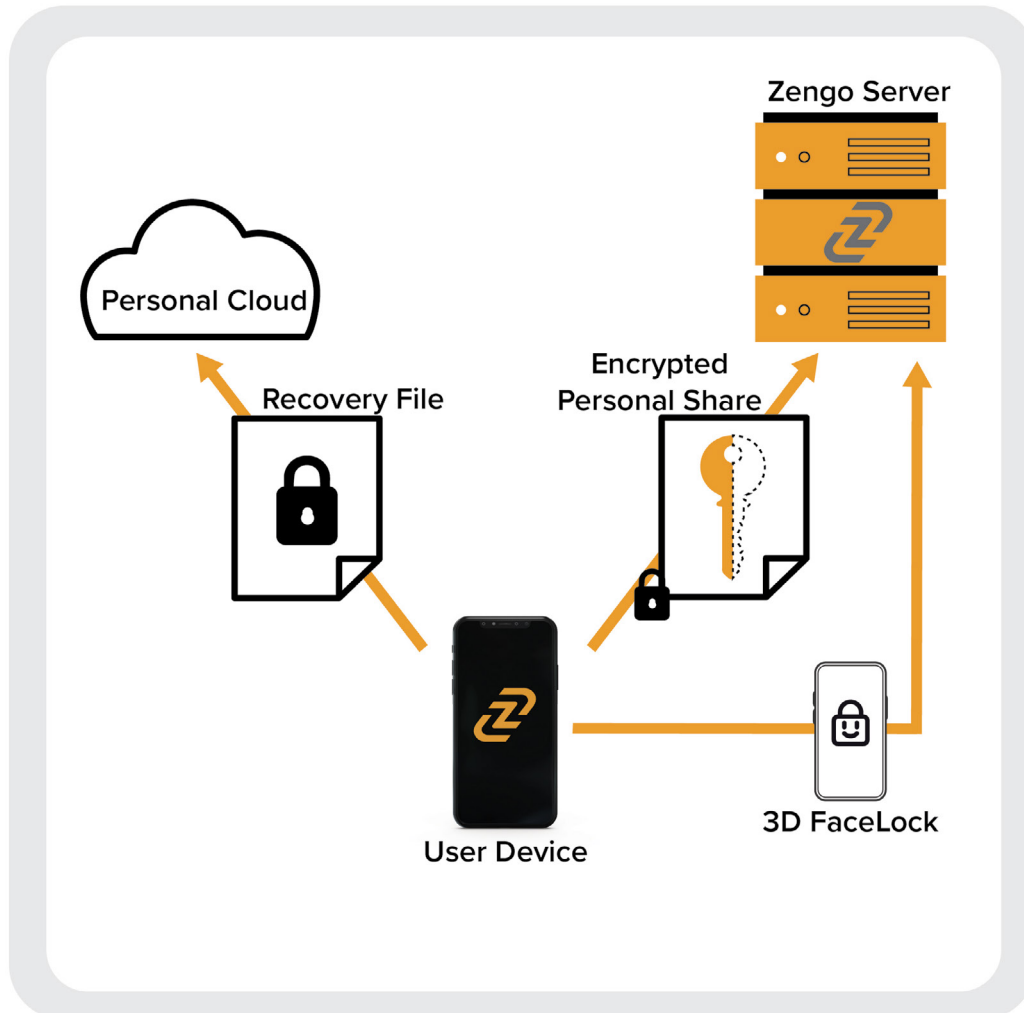 Zengo Server
Personal Cloud
Encrypted
Personal Share
Recovery File
3D FaceLock
User Device